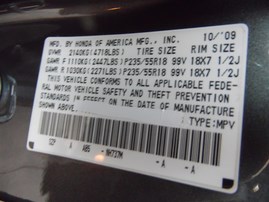 MFD. BY HONDA OF AMERICA MFG., INC. 10/'09
GVWR 2140KG(4718LBS) TIRE SIZE RIM SIZE
GAWR F 1110KG(2447LBS) P235/55R18 99V 18X7 1/2J
GAWR R 1030KG(2271LBS) P235/55R18 99V 18X7 1/2J
THIS VEHICLE CONFORMS TO ALL APPLICABLE FEDE-
RAL MOTOR VEHICLE SAFETY AND THEFT PREVENTION
STANDARDS IN EFFECT ON THE DATE OF MANUFACTURE
SHOWN ABOVE.
TYPE:MPV
A - A - A